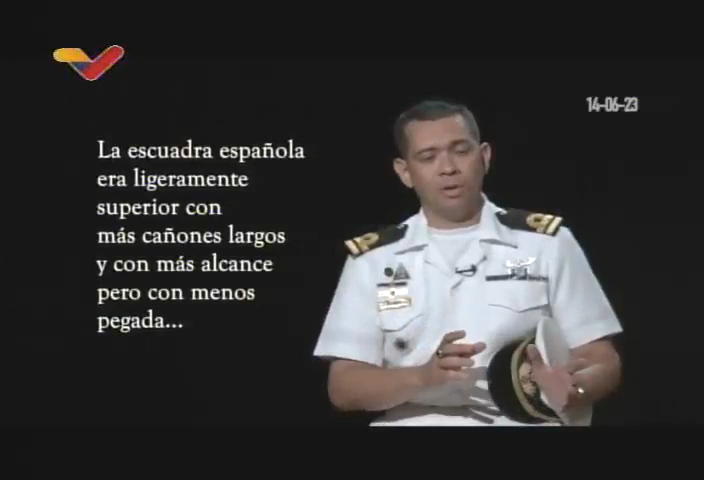 14-06-23
La escuadra española
era ligeramente
superior con
más cañones largos
y con más alcance
pero con menos
pegada...